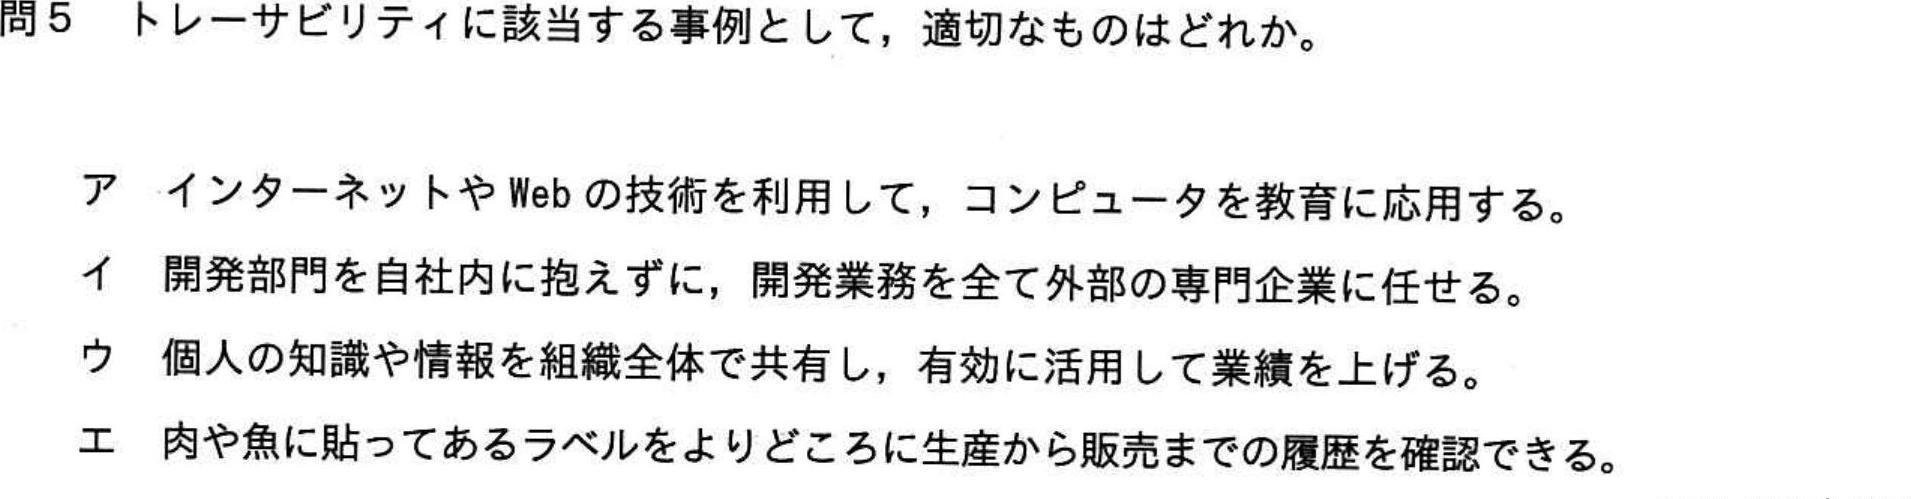 問5　トレーサビリティに該当する事例として，適切なものはどれか。
ア　インターネットや Web の技術を利用して，コンピュータを教育に応用する。
イ　開発部門を自社内に抱えずに，開発業務を全て外部の専門企業に任せる。
ウ　個人の知識や情報を組織全体で共有し，有効に活用して業績を上げる。
エ　肉や魚に貼ってあるラベルをよりどころに生産から販売までの履歴を確認できる。